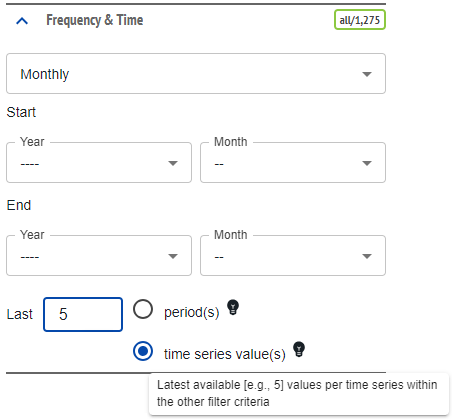 Frequency & Time all/1,275
Monthly
Start
Year Month
---- --
End
Year Month
---- --
Last 5 period(s)
time series value(s)
Latest available [e.g., 5] values per time series within
the other filter criteria